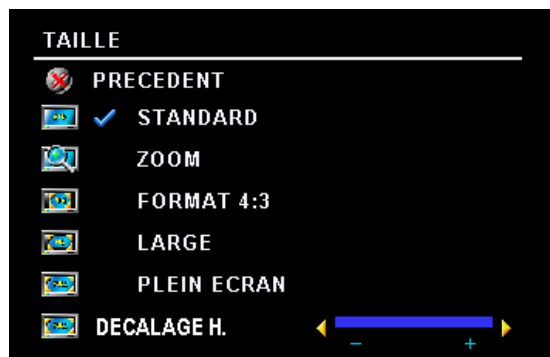 TAILLE
PRECEDENT
STANDARD
ZOOM
FORMAT 4:3
LARGE
PLEIN ECRAN
DECALAGE H.
− +